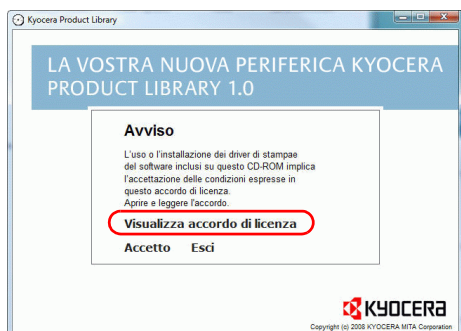 Kyocera Product Library
LA VOSTRA NUOVA PERIFERICA KYOCERA
PRODUCT LIBRARY 1.0
Avviso
L'uso o l'installazione dei driver di stampae
del software inclusi su questo CD-ROM implica
l'accettazione delle condizioni espresse in
questo accordo di licenza.
Aprire e leggere l'accordo.
Visualizza accordo di licenza
Accetto Esci
KYOCERA
Copyright (c) 2008 KYOCERA MITA Corporation